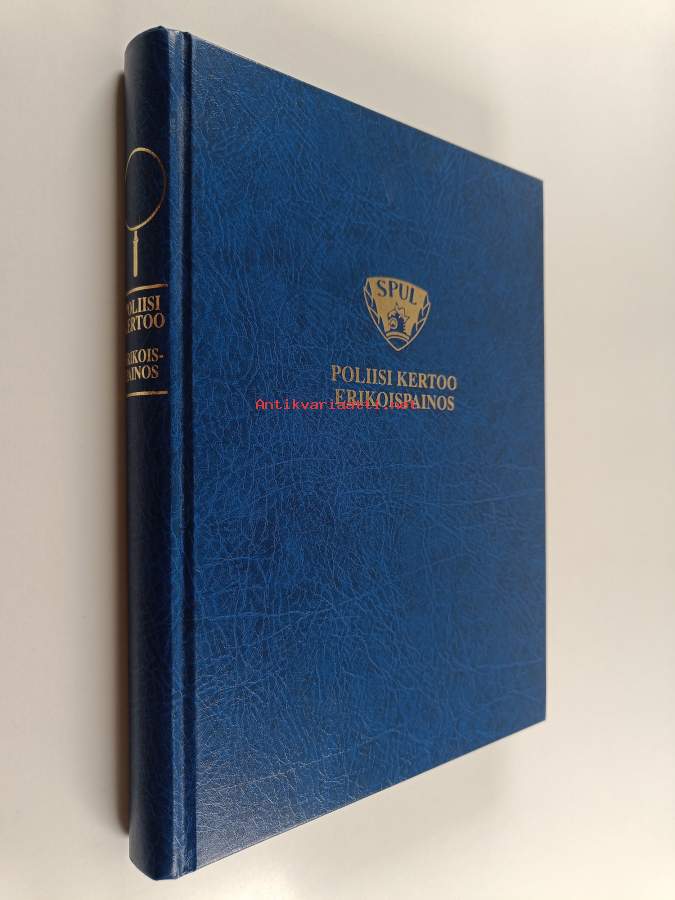 SPUL
POLIISI KERTOO
ERIKOISPAINOS
Antikvariaatti.net
POLIISI
KERTOO
ERIKOIS-
PAINOS